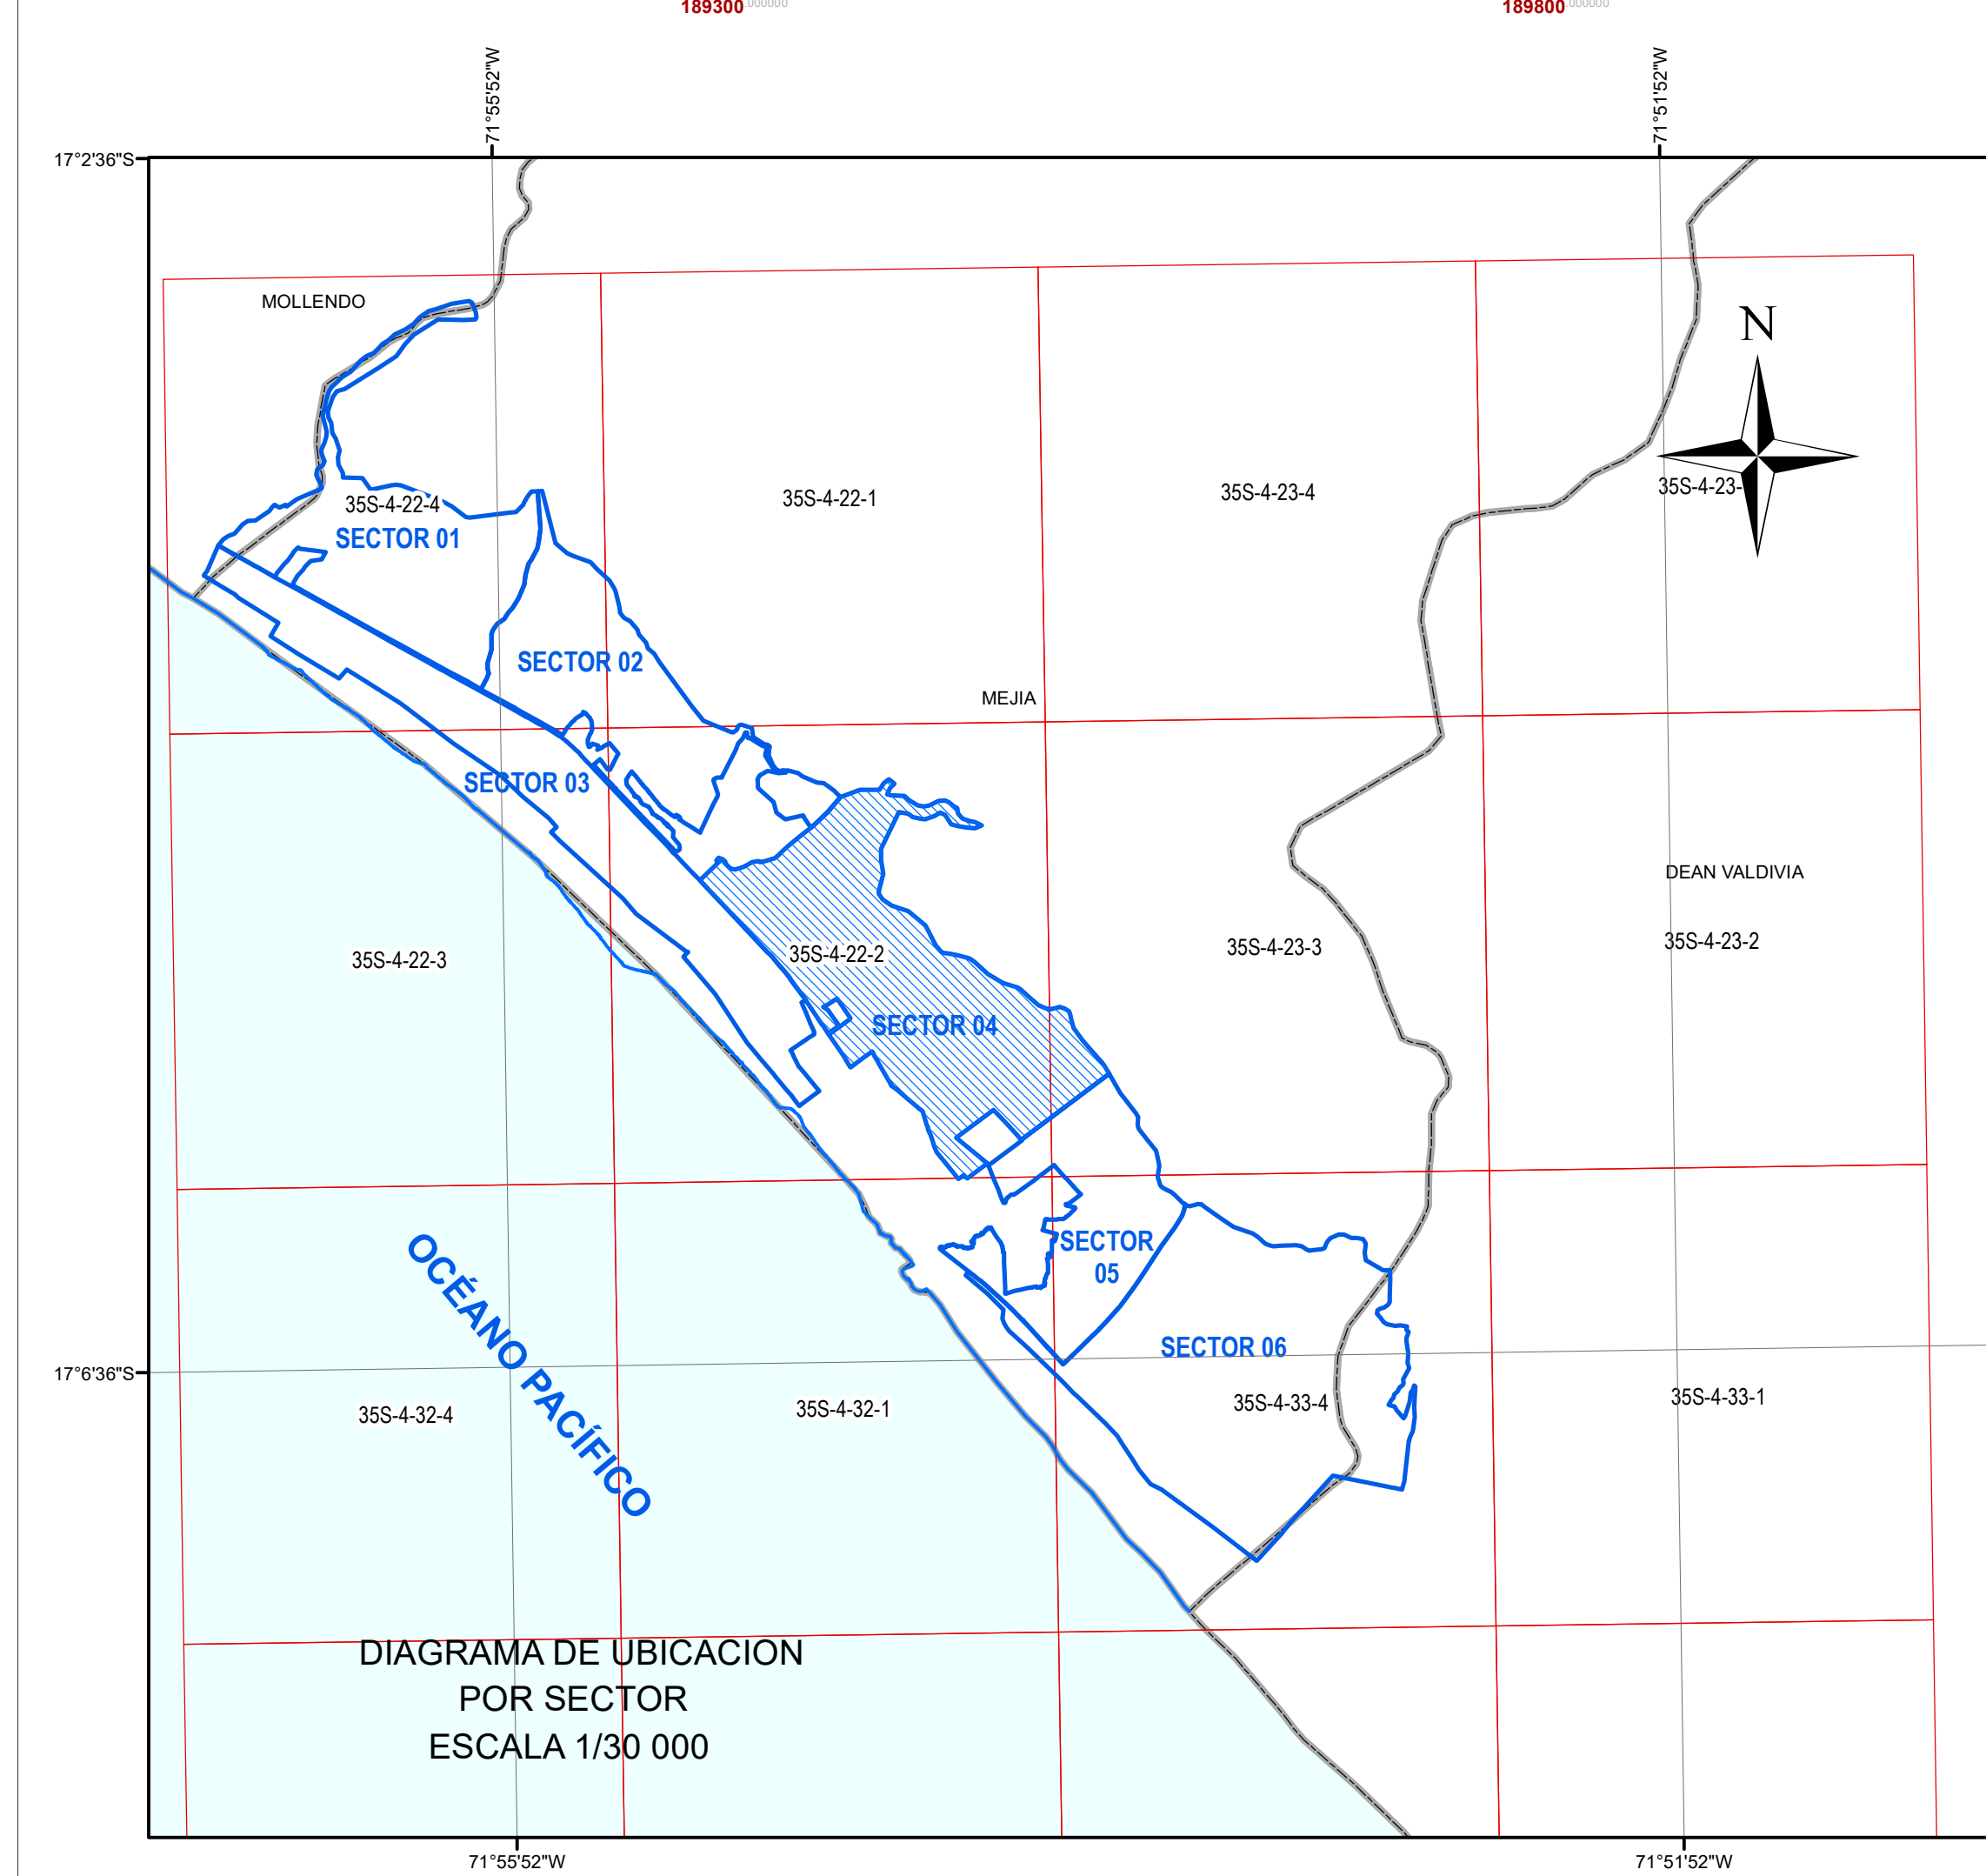 189300.000000
189800.000000
71°55'52"W
71°51'52"W
17°2'36"S
MOLLENDO
N
35S-4-22-4
35S-4-22-1
35S-4-23-4
35S-4-23-
SECTOR 01
SECTOR 02
MEJIA
SECTOR 03
DEAN VALDIVIA
35S-4-22-3
35S-4-22-2
35S-4-23-3
35S-4-23-2
SECTOR 04
SECTOR
05
OCÉANO PACÍFICO
SECTOR 06
17°6'36"S
35S-4-32-4
35S-4-32-1
35S-4-33-4
35S-4-33-1
DIAGRAMA DE UBICACION
POR SECTOR
ESCALA 1/30 000
71°55'52"W
71°51'52"W